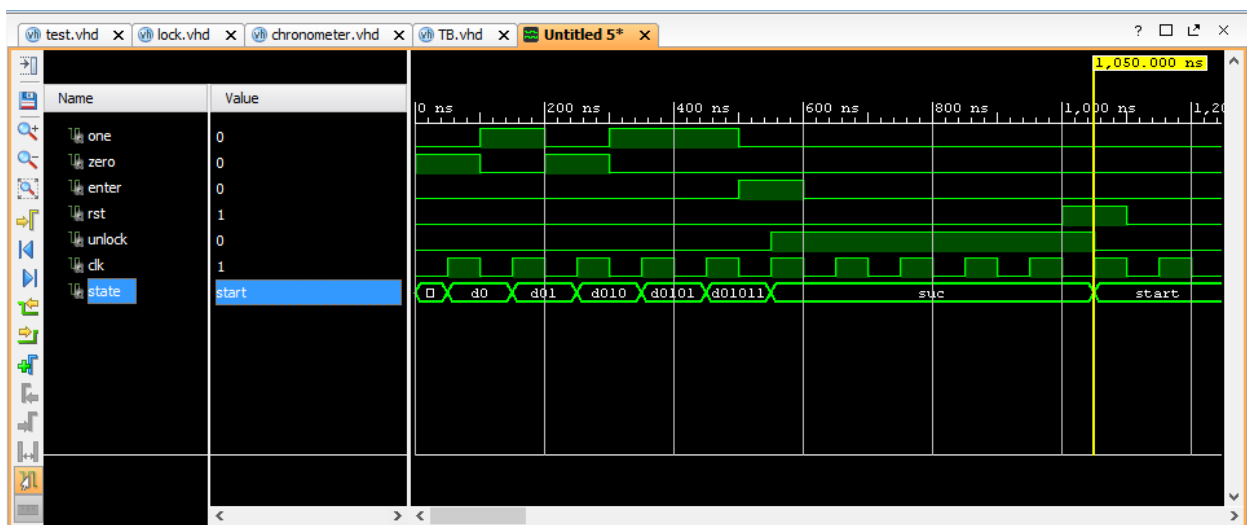 test.vhd lock.vhd chronometer.vhd TB.vhd Untitled 5*
1,050.000 ns
Name Value
0 ns 200 ns 400 ns 600 ns 800 ns 1,000 ns 1,20
one 0
zero 0
enter 0
rst 1
unlock 0
clk 1
state start d0 d01 d010 d0101 d01011 suc start